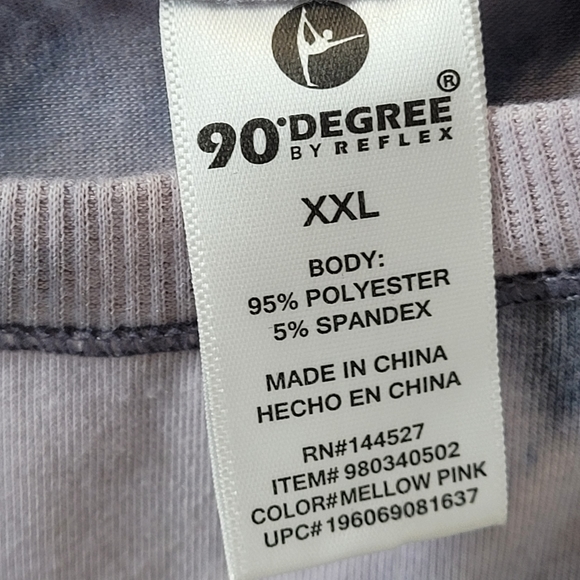 90°DEGREE®
BY REFLEX
XXL
BODY:
95% POLYESTER
5% SPANDEX
MADE IN CHINA
HECHO EN CHINA
RN#144527
ITEM# 980340502
COLOR#MELLOW PINK
UPC# 196069081637